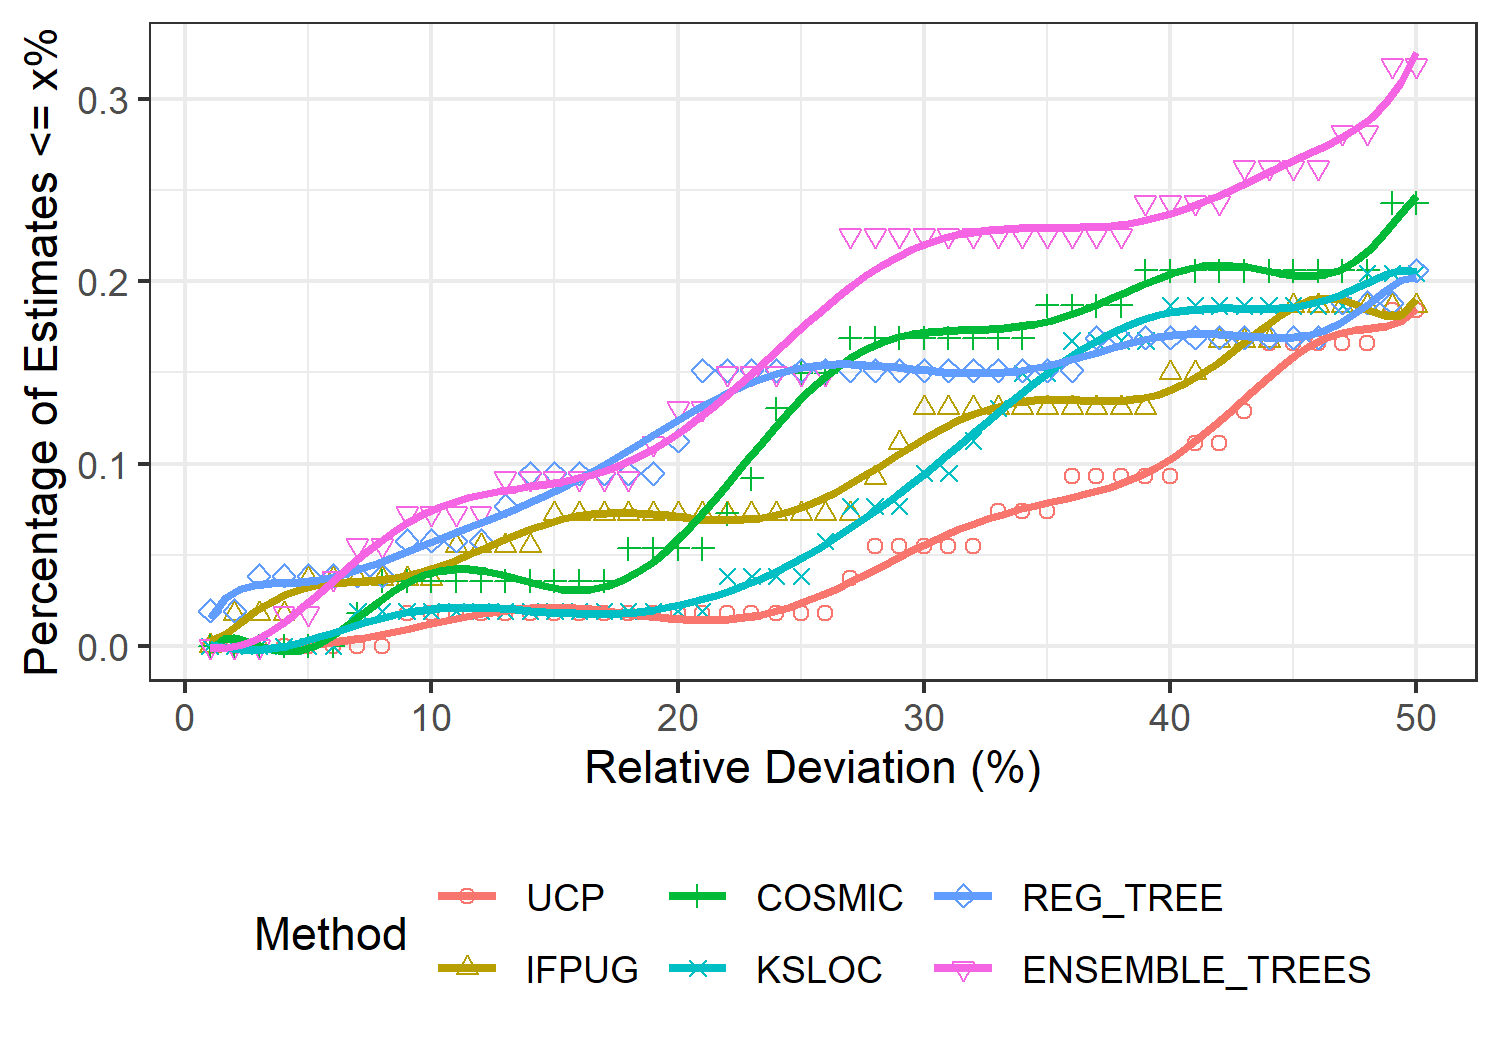 Percentage of Estimates <= x%
0.3
0.2
0.1
0.0
0 10 20 30 40 50
Relative Deviation (%)
Method
UCP COSMIC REG_TREE
IFPUG KSLOC ENSEMBLE_TREES